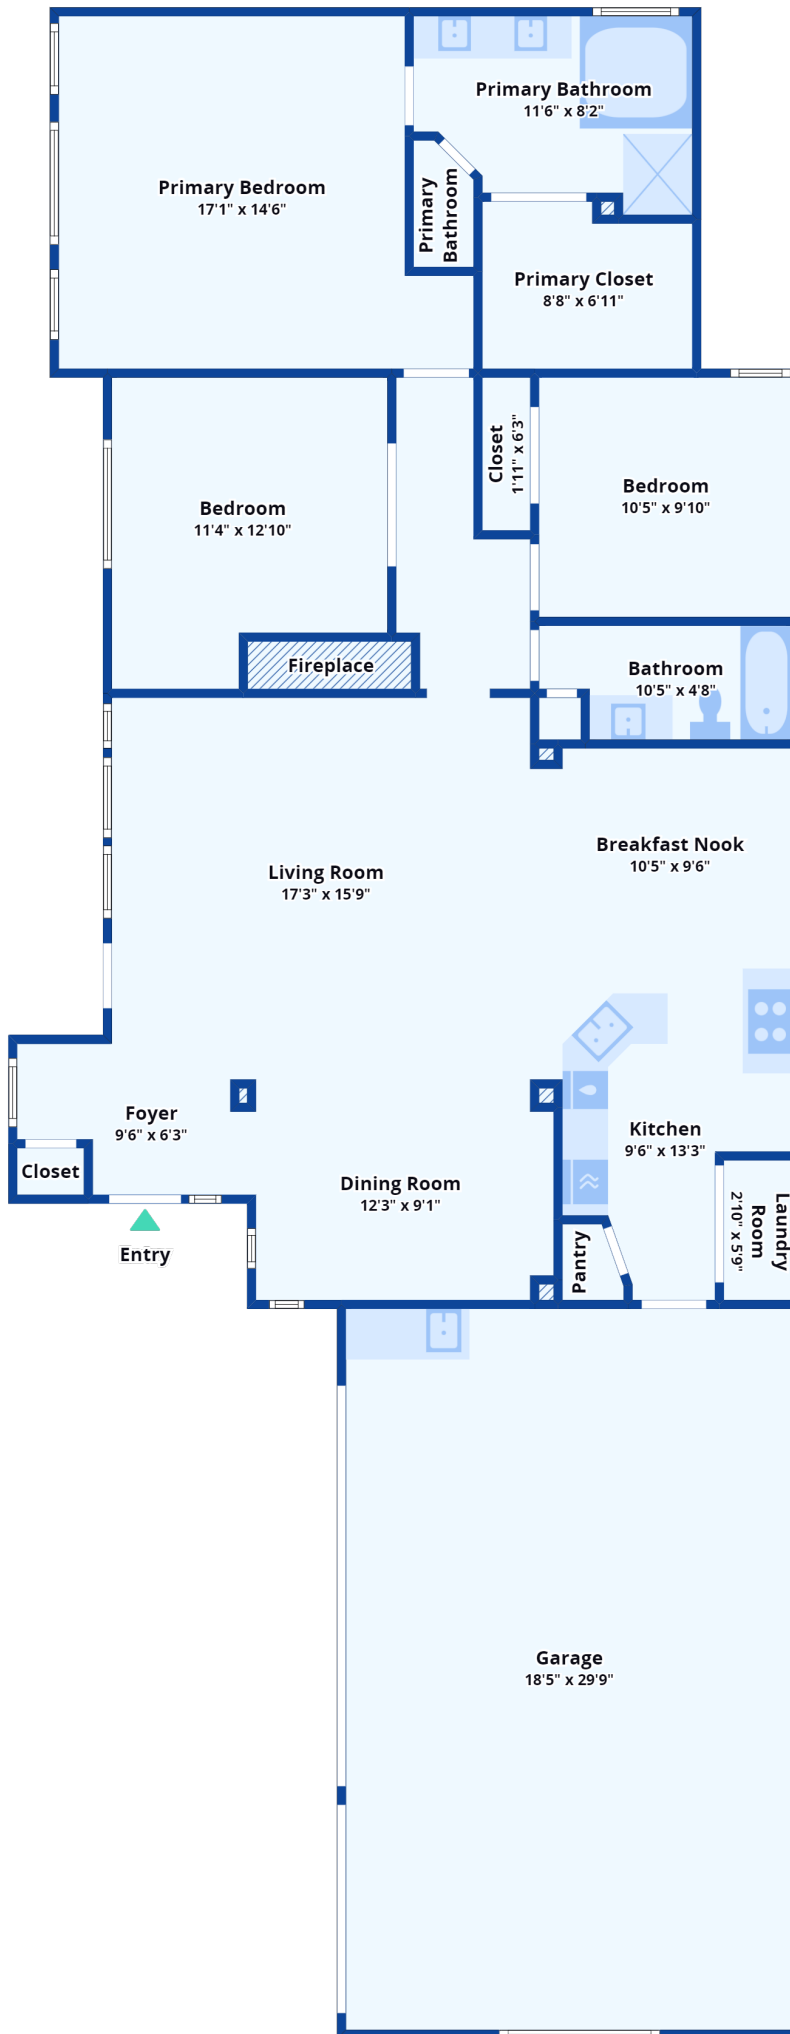 Primary Bathroom
11'6" x 8'2"
Primary Bedroom
17'1" x 14'6"
Primary
Bathroom
Primary Closet
8'8" x 6'11"
Closet
1'11" x 6'3"
Bedroom
10'5" x 9'10"
Bedroom
11'4" x 12'10"
Fireplace
Bathroom
10'5" x 4'8"
Breakfast Nook
10'5" x 9'6"
Living Room
17'3" x 15'9"
Foyer
9'6" x 6'3"
Kitchen
9'6" x 13'3"
Closet
Dining Room
12'3" x 9'1"
Laundry
Room
2'10" x 5'9"
Entry
Pantry
Garage
18'5" x 29'9"